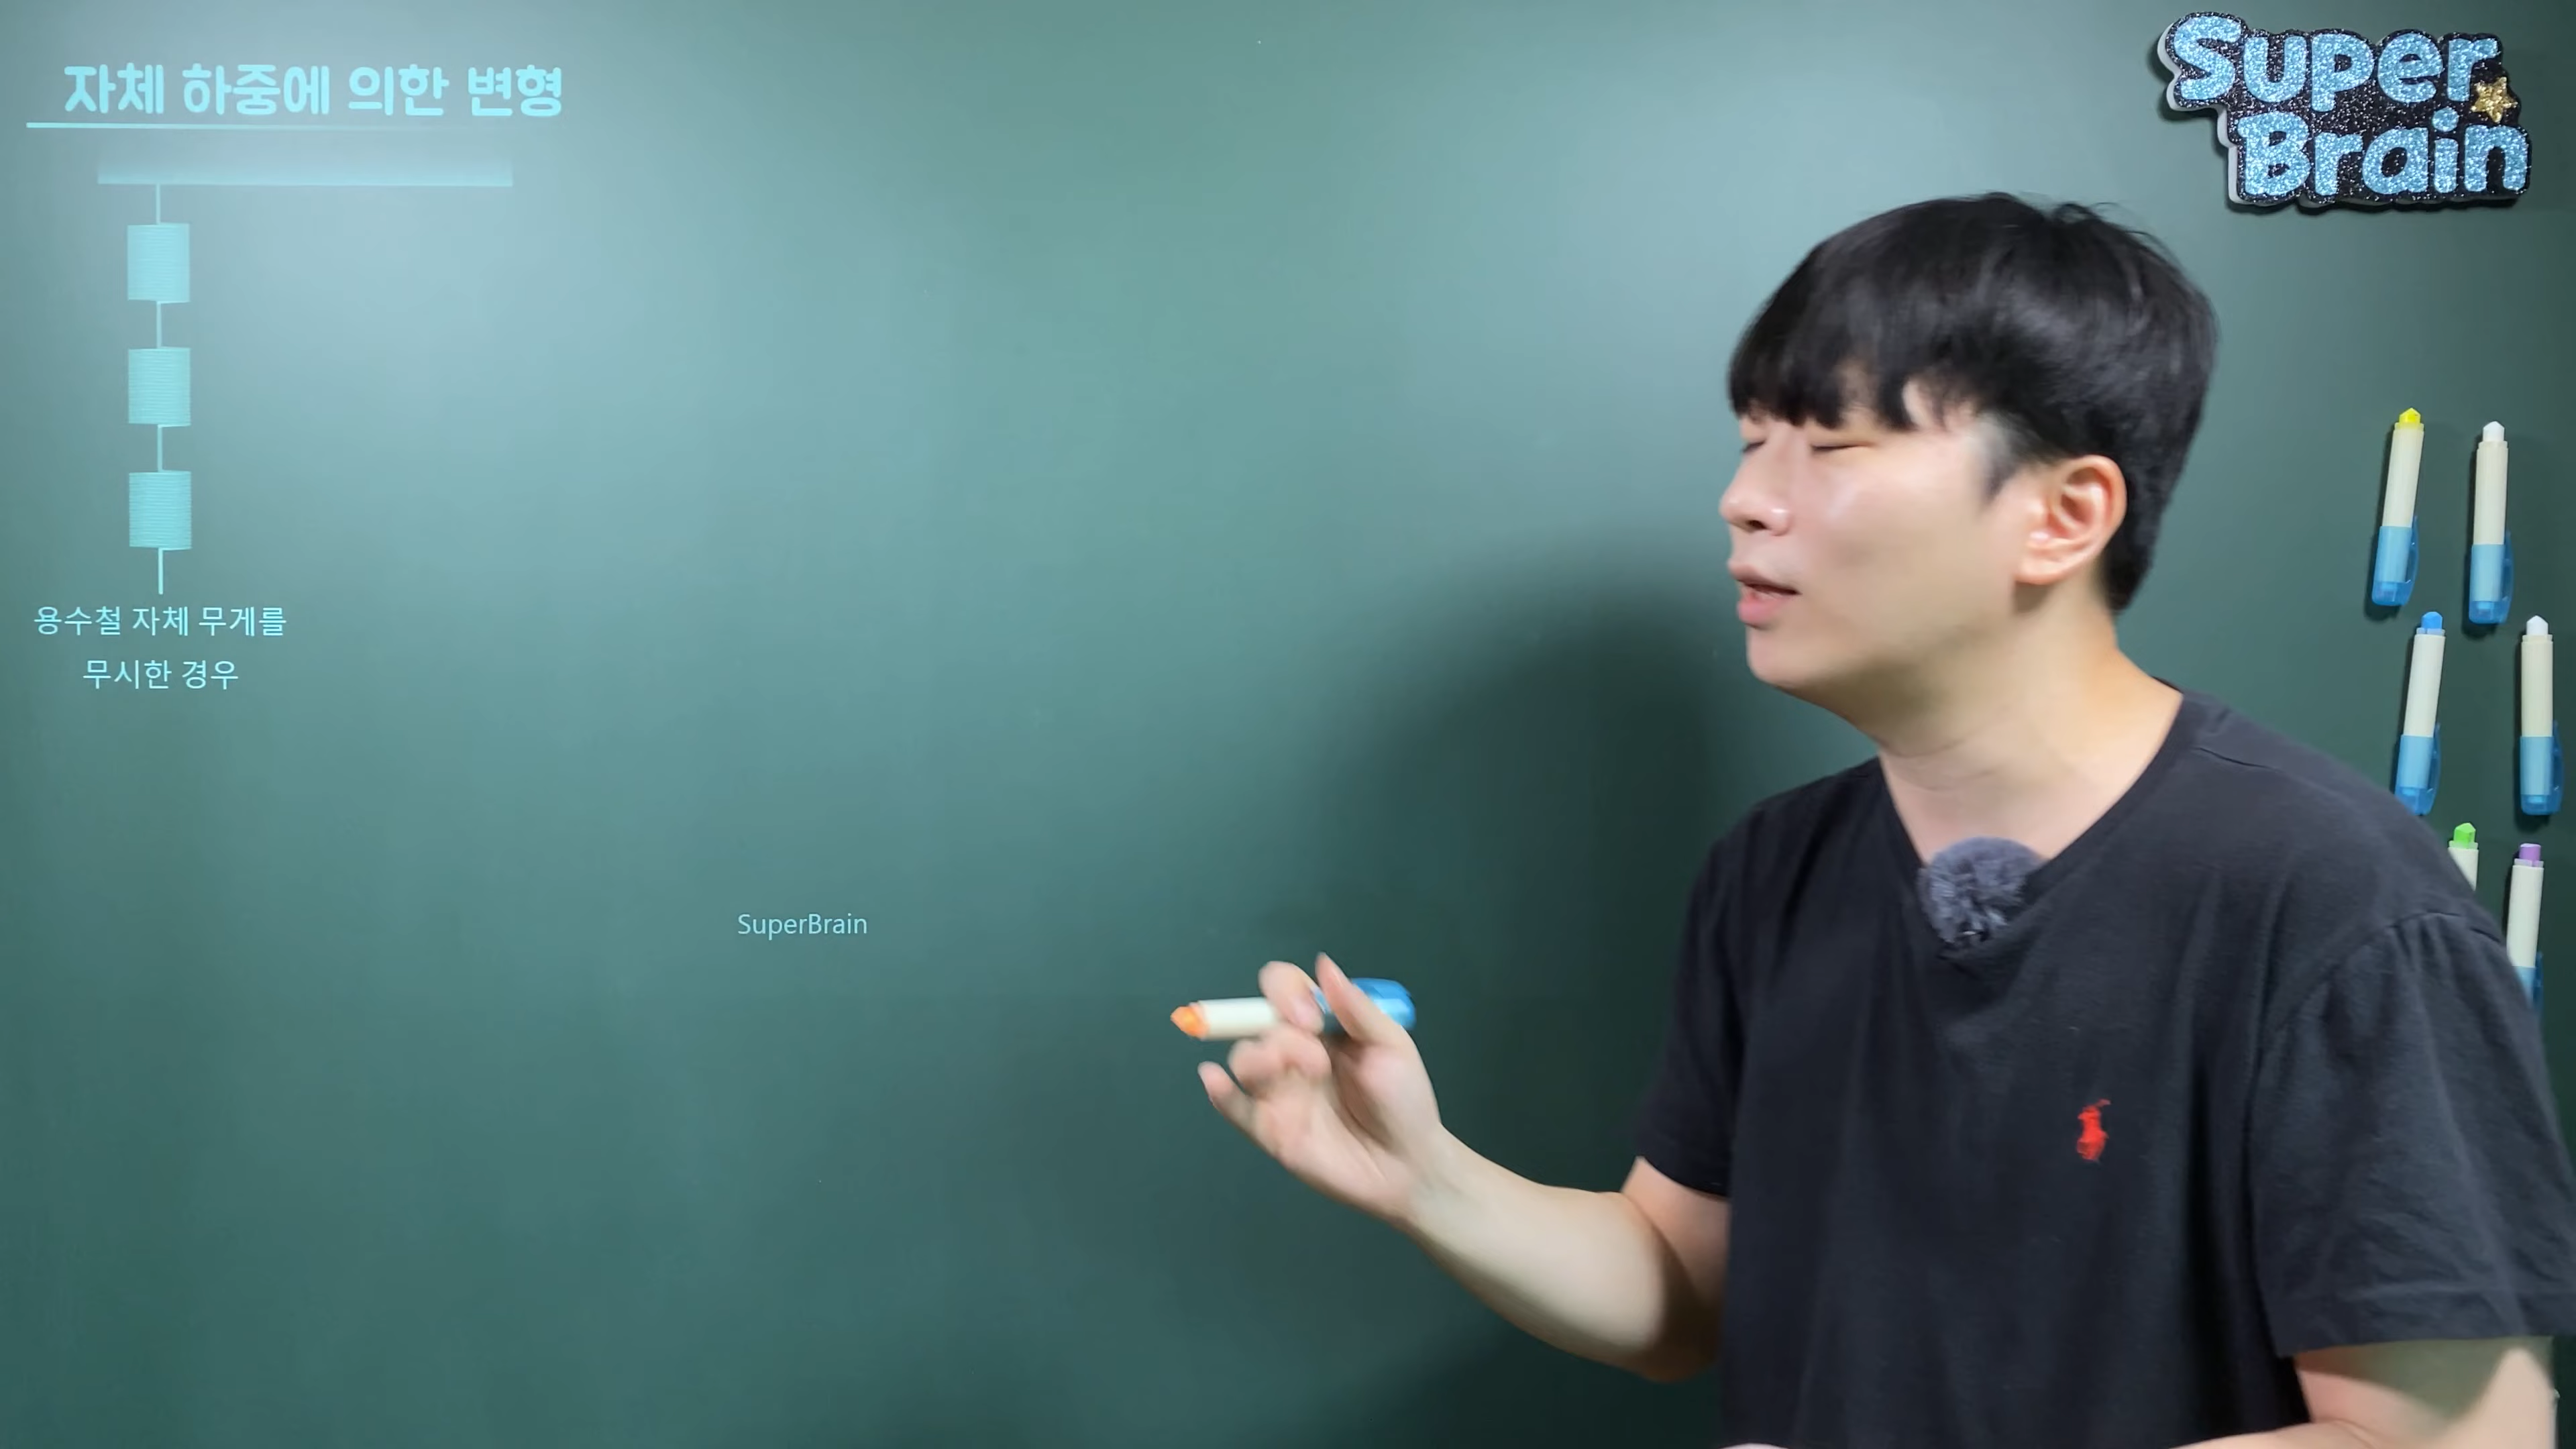 자체 하중에 의한 변형
Super
Brain
용수철 자체 무게를
무시한 경우
SuperBrain